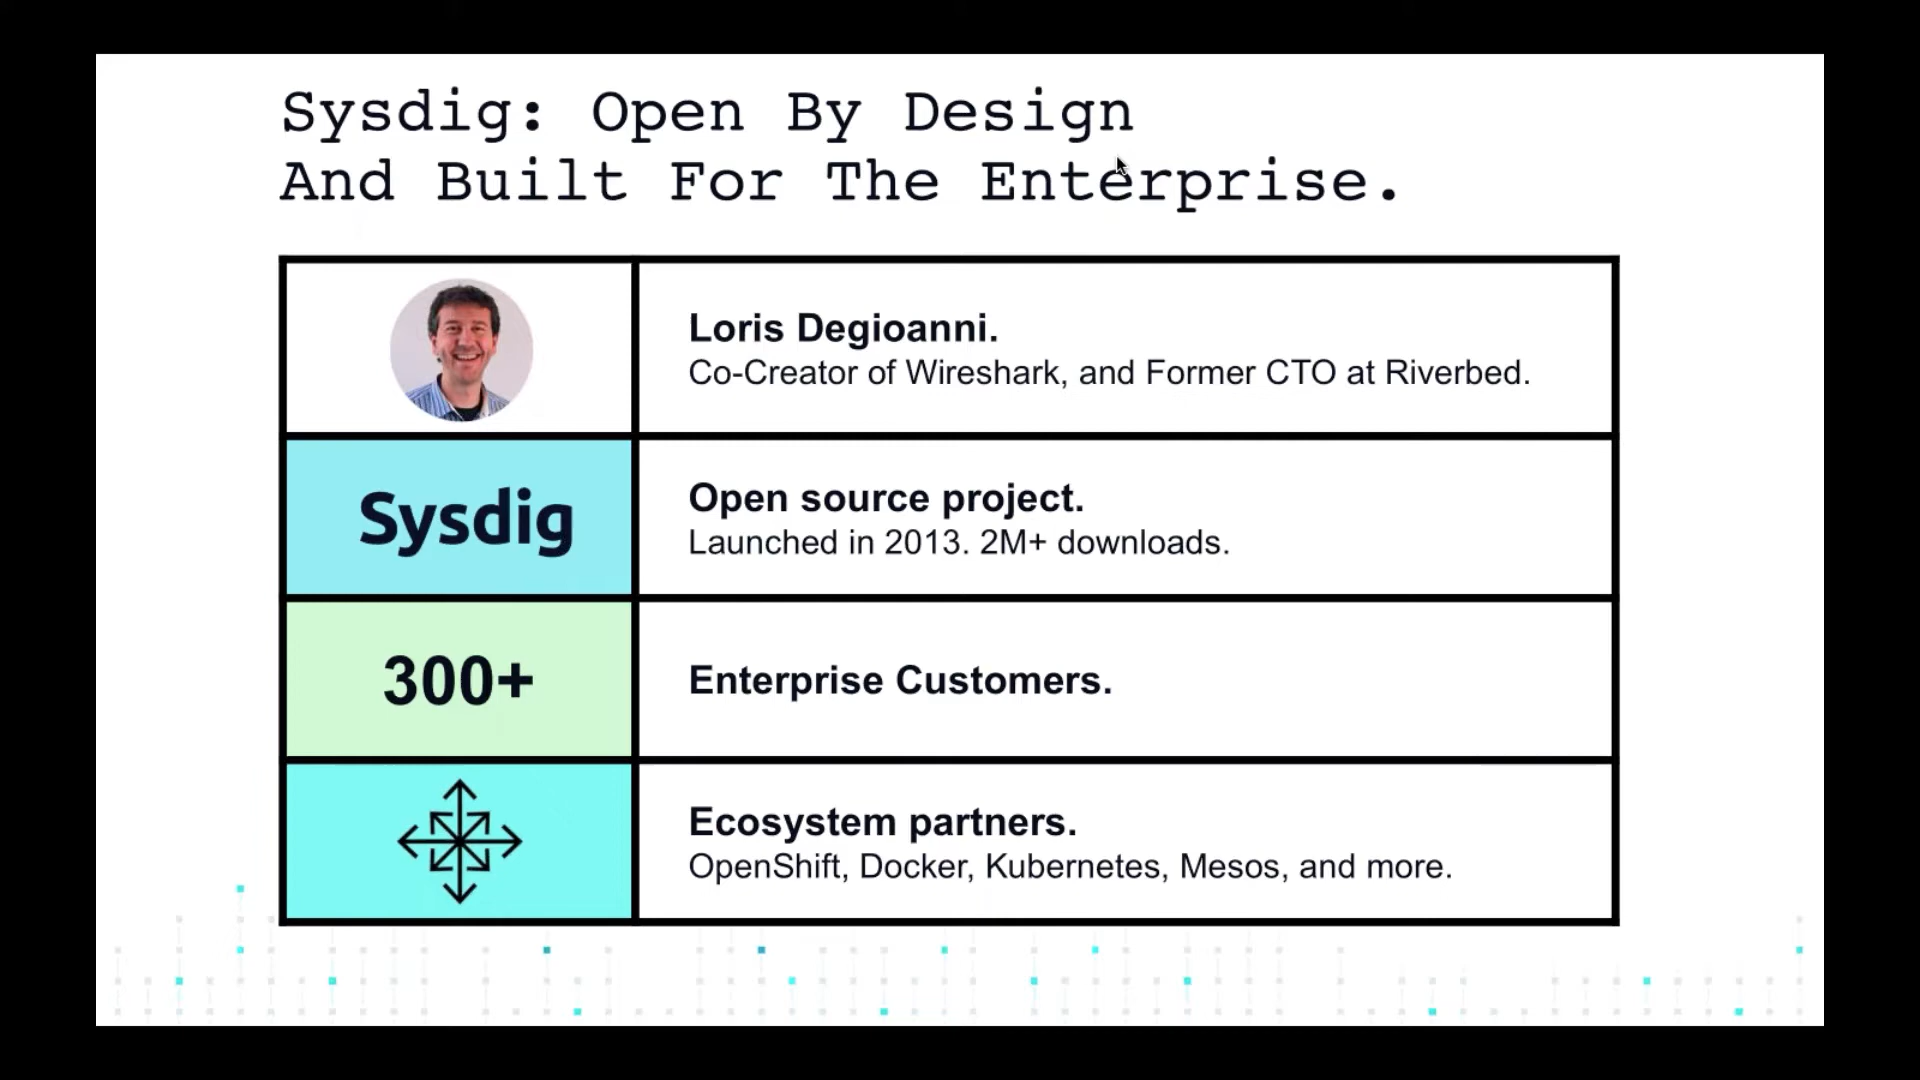 Sysdig: Open By Design
And Built For The Enterprise.
Loris Degioanni.
Co-Creator of Wireshark, and Former CTO at Riverbed.
Sysdig
Open source project.
Launched in 2013. 2M+ downloads.
300+
Enterprise Customers.
Ecosystem partners.
OpenShift, Docker, Kubernetes, Mesos, and more.